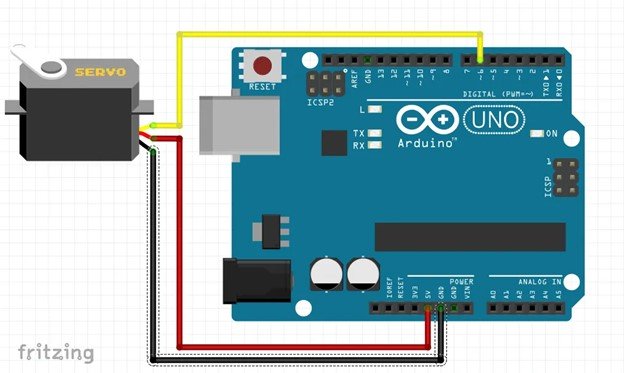 SERVO
RESET
ICSP2
AREF
GND
13
12
~11
~10
~9
8
7
~6
~5
4
~3
2
TX0▶1
RX0◀0
DIGITAL (PWM=~)
L
TX
RX
UNO
Arduino™
ON
1
ICSP
POWER
ANALOG IN
IOREF
RESET
3V3
5V
GND
GND
VIN
A0
A1
A2
A3
A4
A5
fritzing